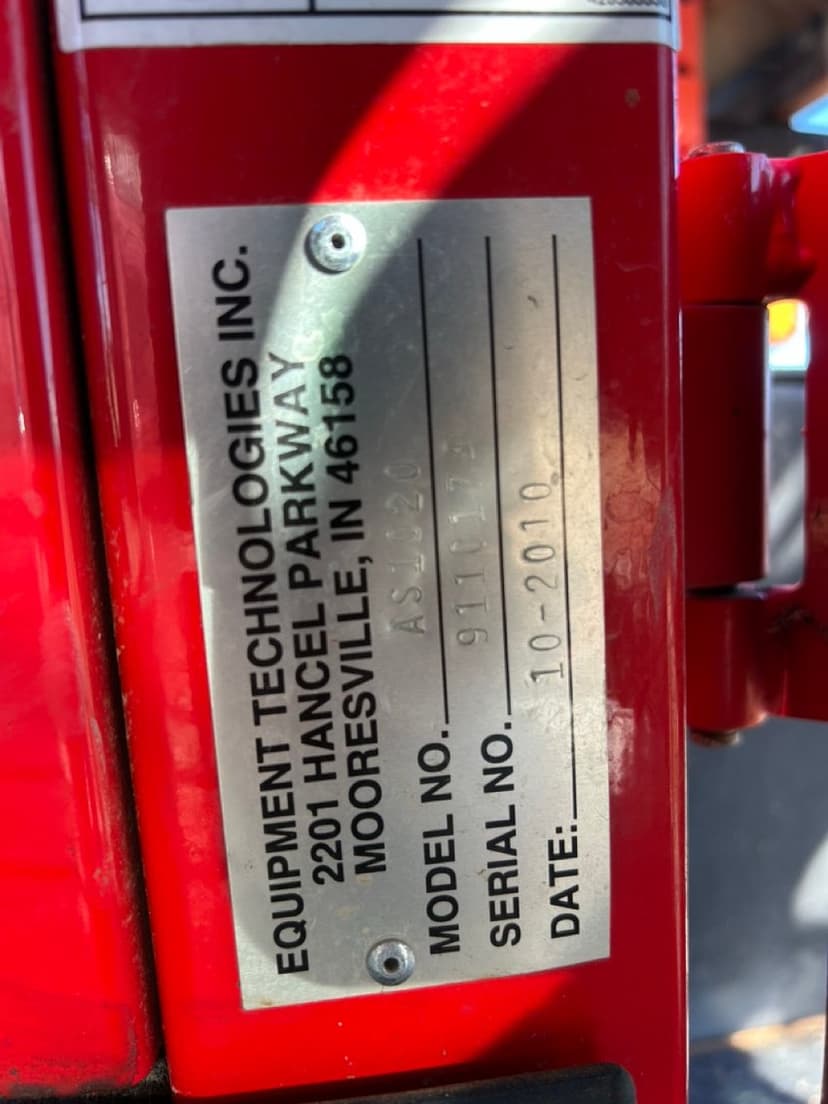 EQUIPMENT TECHNOLOGIES INC.
2201 HANCEL PARKWAY
MOORESVILLE, IN 46158
MODEL NO. AS1020
SERIAL NO.
DATE: 10-2010